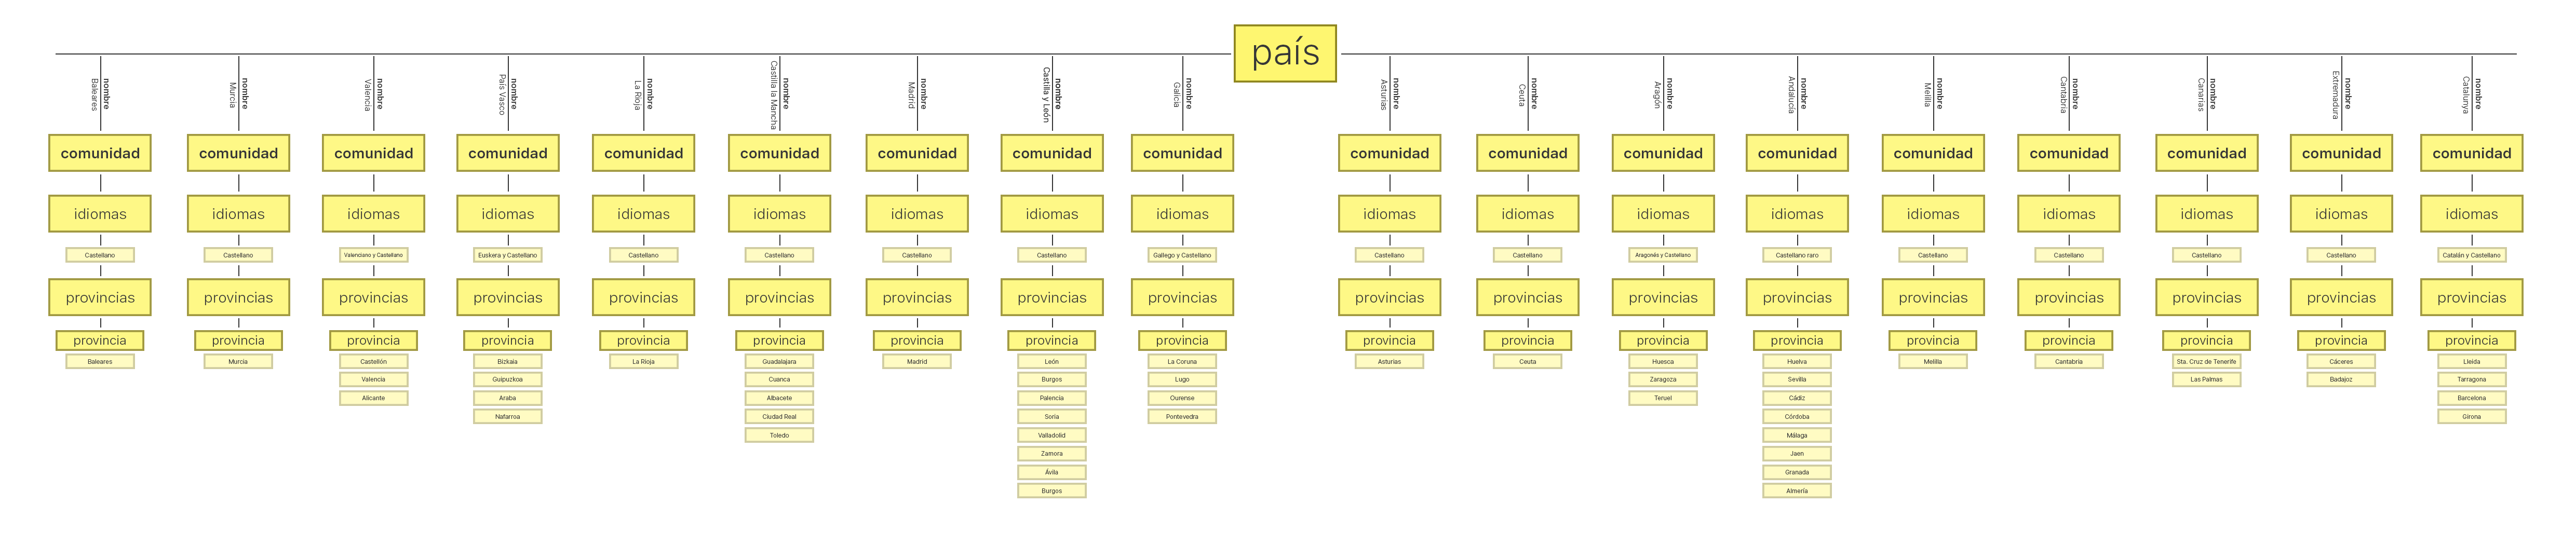 país
nombre
Baleares
nombre
Murcia
nombre
Valencia
nombre
País Vasco
nombre
La Rioja
nombre
Castilla la Mancha
nombre
Madrid
nombre
Castilla y León
nombre
Galicia
nombre
Asturias
nombre
Ceuta
nombre
Aragón
nombre
Andalucía
nombre
Melilla
nombre
Cantabria
nombre
Canarias
nombre
Extremadura
nombre
Catalunya
comunidad comunidad comunidad comunidad comunidad comunidad comunidad comunidad comunidad comunidad comunidad comunidad comunidad comunidad comunidad comunidad comunidad comunidad
idiomas idiomas idiomas idiomas idiomas idiomas idiomas idiomas idiomas idiomas idiomas idiomas idiomas idiomas idiomas idiomas idiomas idiomas
Castellano Castellano Valenciano y Castellano Euskera y Castellano Castellano Castellano Castellano Castellano Gallego y Castellano Castellano Castellano Aragonés y Castellano Castellano raro Castellano Castellano Castellano Castellano Catalán y Castellano
provincias provincias provincias provincias provincias provincias provincias provincias provincias provincias provincias provincias provincias provincias provincias provincias provincias provincias
provincia provincia provincia provincia provincia provincia provincia provincia provincia provincia provincia provincia provincia provincia provincia provincia provincia provincia
Baleares Murcia Castellón Bizkaia La Rioja Guadalajara Madrid León La Coruna Asturias Ceuta Huesca Huelva Melilla Cantabria Sta. Cruz de Tenerife Cáceres Lleida
Valencia Guipuzkoa Cuanca Burgos Lugo Zaragoza Sevilla Las Palmas Badajoz Tarragona
Alicante Araba Albacete Palencia Ourense Teruel Cádiz Barcelona
Nafarroa Ciudad Real Soria Pontevedra Córdoba Girona
Toledo Valladolid Málaga
Zamora Jaen
Ávila Granada
Burgos Almería